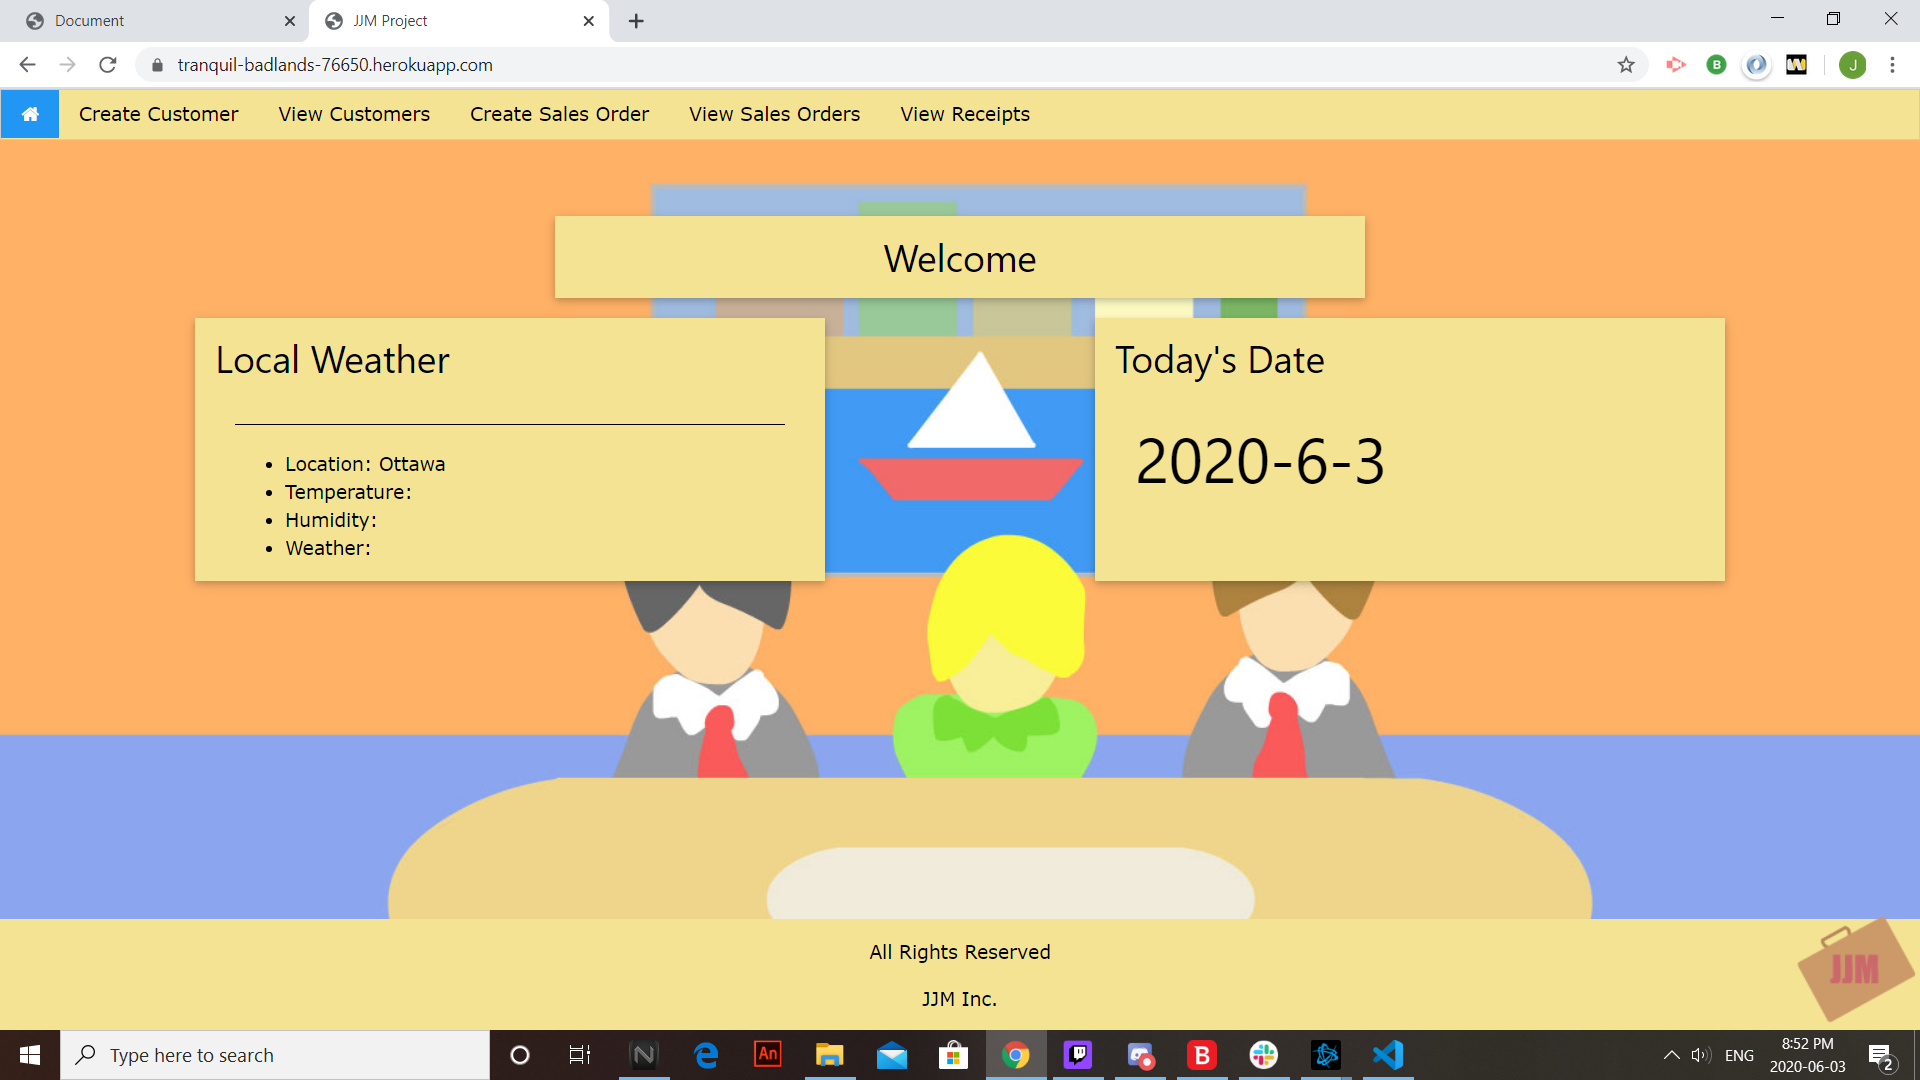 Document
JJM Project
tranquil-badlands-76650.herokuapp.com
B
J
Create Customer View Customers Create Sales Order View Sales Orders View Receipts
Welcome
Local Weather
Location: Ottawa
Temperature:
Humidity:
Weather:
Today's Date
2020-6-3
All Rights Reserved
JJM Inc.
JJM
Type here to search
N
An
B
ENG
8:52 PM
2020-06-03
2